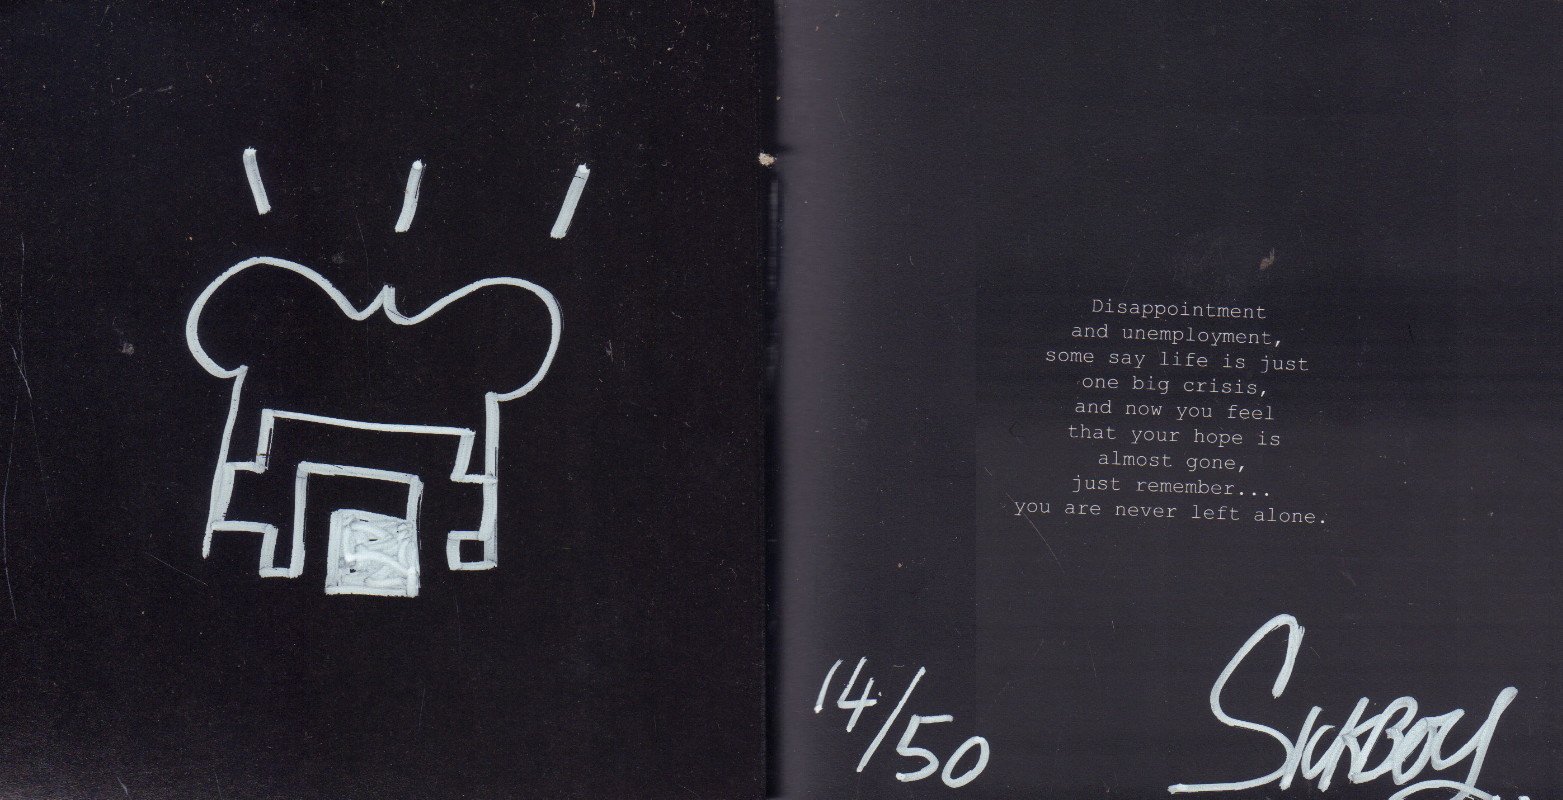 Disappointment
and unemployment,
some say life is just
one big crisis,
and now you feel
that your hope is
almost gone,
just remember...
you are never left alone.
14/50
SICKBOY